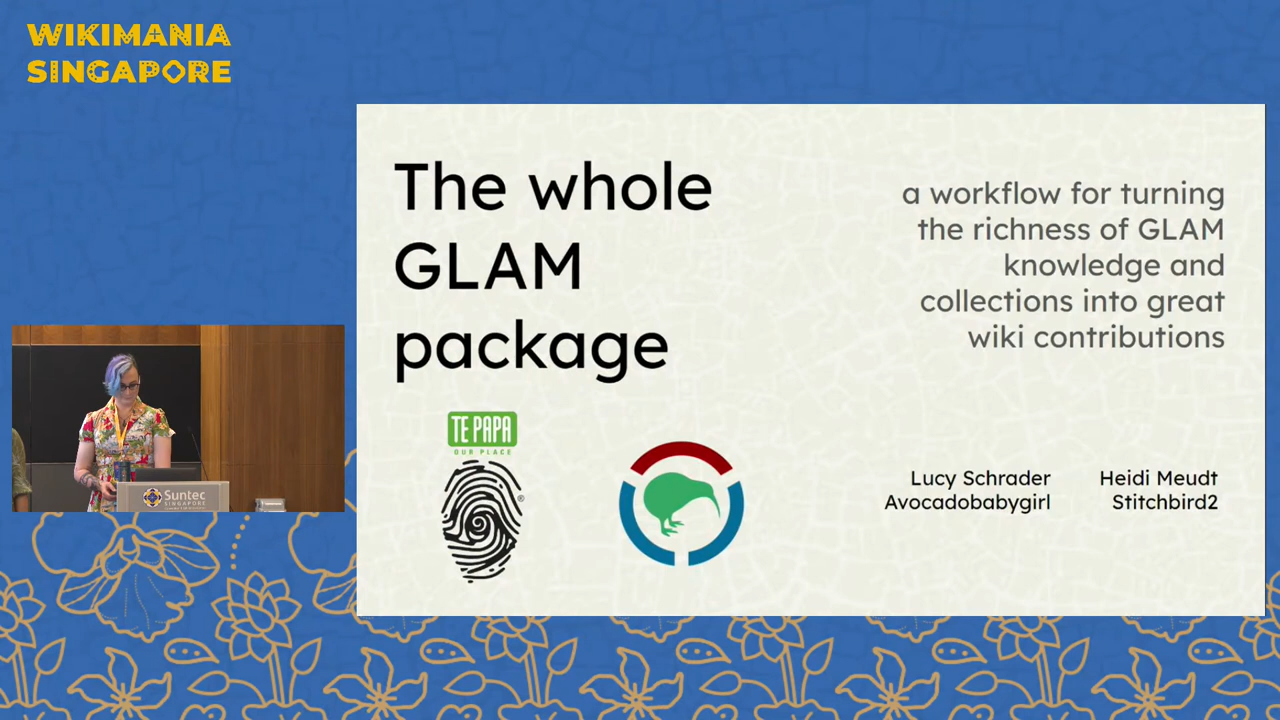 WIKIMANIA
SINGAPORE
The whole
GLAM
package
a workflow for turning
the richness of GLAM
knowledge and
collections into great
wiki contributions
TE PAPA
OUR PLACE
®
Lucy Schrader
Avocadobabygirl
Heidi Meudt
Stitchbird2
Suntec
SINGAPORE